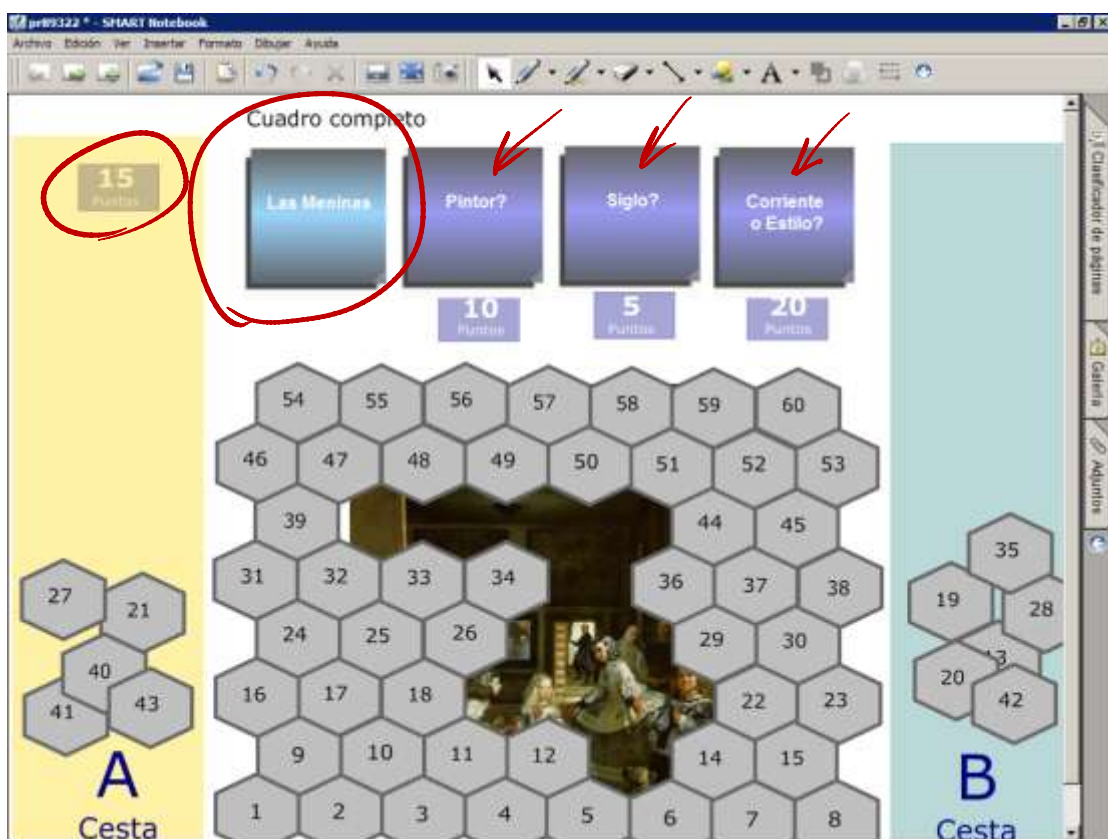 pr89322 * - SMART Notebook
Archivo Edición Ver Insertar Formato Dibujar Ayuda
Cuadro completo
15
Puntos
Las Meninas
Pintor?
Siglo?
Corriente
o Estilo?
10
Puntos
5
Puntos
20
Puntos
54 55 56 57 58 59 60
46 47 48 49 50 51 52 53
39 44 45
31 32 33 34 36 37 38
24 25 26 29 30
16 17 18 22 23
9 10 11 12 14 15
1 2 3 4 5 6 7 8
27 21
40
41 43
A
Cesta
35
19 28
13
20 42
B
Cesta
Clasificador de páginas
Galería
Adjuntos